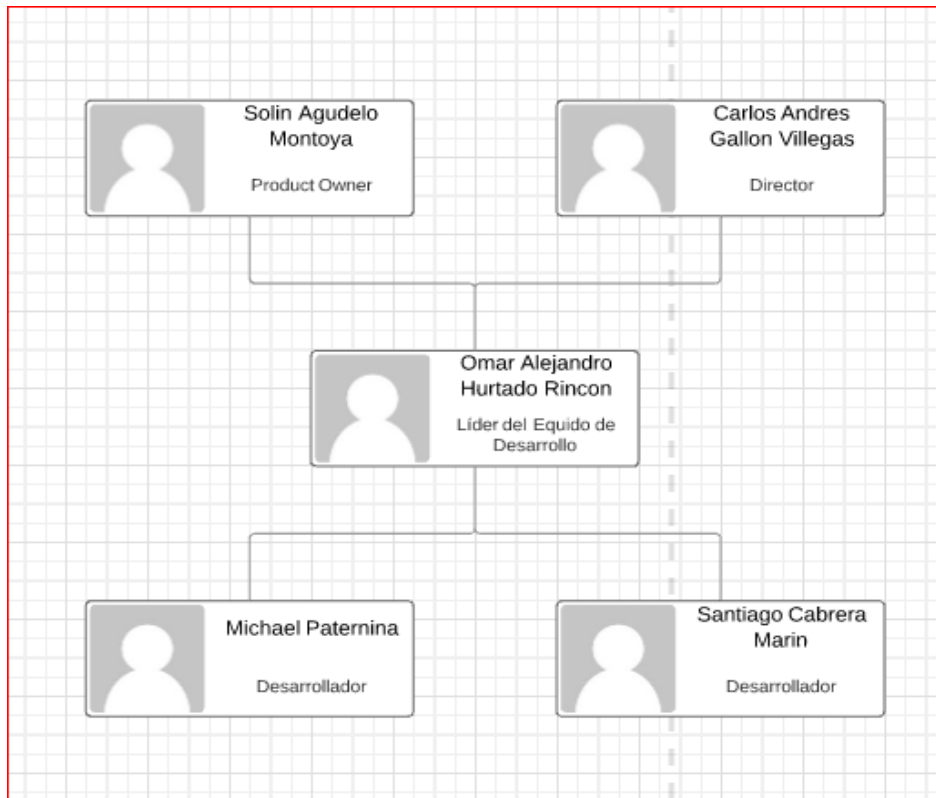 Solin Agudelo
Montoya
Product Owner
Carlos Andres
Gallon Villegas
Director
Omar Alejandro
Hurtado Rincon
Líder del Equido de
Desarrollo
Michael Paternina
Desarrollador
Santiago Cabrera
Marin
Desarrollador